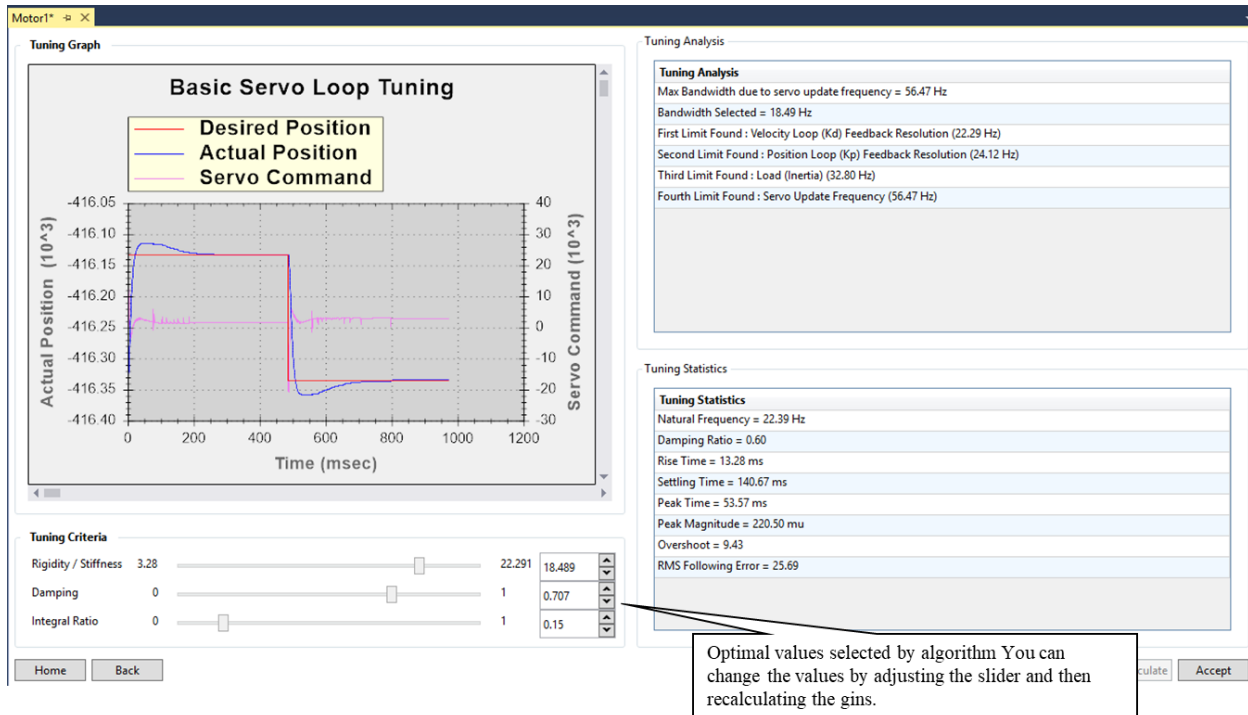 Motor1*
Tuning Graph
Basic Servo Loop Tuning
Desired Position
Actual Position
Servo Command
-416.05
-416.10
-416.15
-416.20
-416.25
-416.30
-416.35
-416.40
Actual Position (10^3)
40
30
20
10
0
-10
-20
-30
Servo Command (10^3)
0 200 400 600 800 1000 1200
Time (msec)
Tuning Criteria
Rigidity / Stiffness 3.28 22.291 18.489
Damping 0 1 0.707
Integral Ratio 0 1 0.15
Home Back
Tuning Analysis
Tuning Analysis
Max Bandwidth due to servo update frequency = 56.47 Hz
Bandwidth Selected = 18.49 Hz
First Limit Found : Velocity Loop (Kd) Feedback Resolution (22.29 Hz)
Second Limit Found : Position Loop (Kp) Feedback Resolution (24.12 Hz)
Third Limit Found : Load (Inertia) (32.80 Hz)
Fourth Limit Found : Servo Update Frequency (56.47 Hz)
Tuning Statistics
Tuning Statistics
Natural Frequency = 22.39 Hz
Damping Ratio = 0.60
Rise Time = 13.28 ms
Settling Time = 140.67 ms
Peak Time = 53.57 ms
Peak Magnitude = 220.50 mu
Overshoot = 9.43
RMS Following Error = 25.69
Optimal values selected by algorithm You can
change the values by adjusting the slider and then
recalculating the gins.
culate Accept